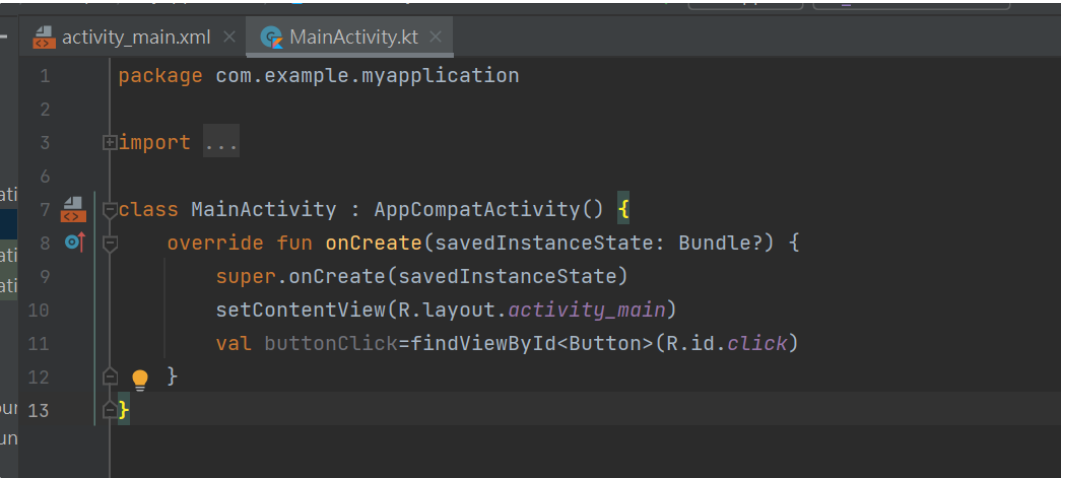 activity_main.xml
MainActivity.kt
1 package com.example.myapplication
2
3 import ...
6
7 class MainActivity : AppCompatActivity() {
8 override fun onCreate(savedInstanceState: Bundle?) {
9 super.onCreate(savedInstanceState)
10 setContentView(R.layout.activity_main)
11 val buttonClick=findViewById<Button>(R.id.click)
12 }
13 }